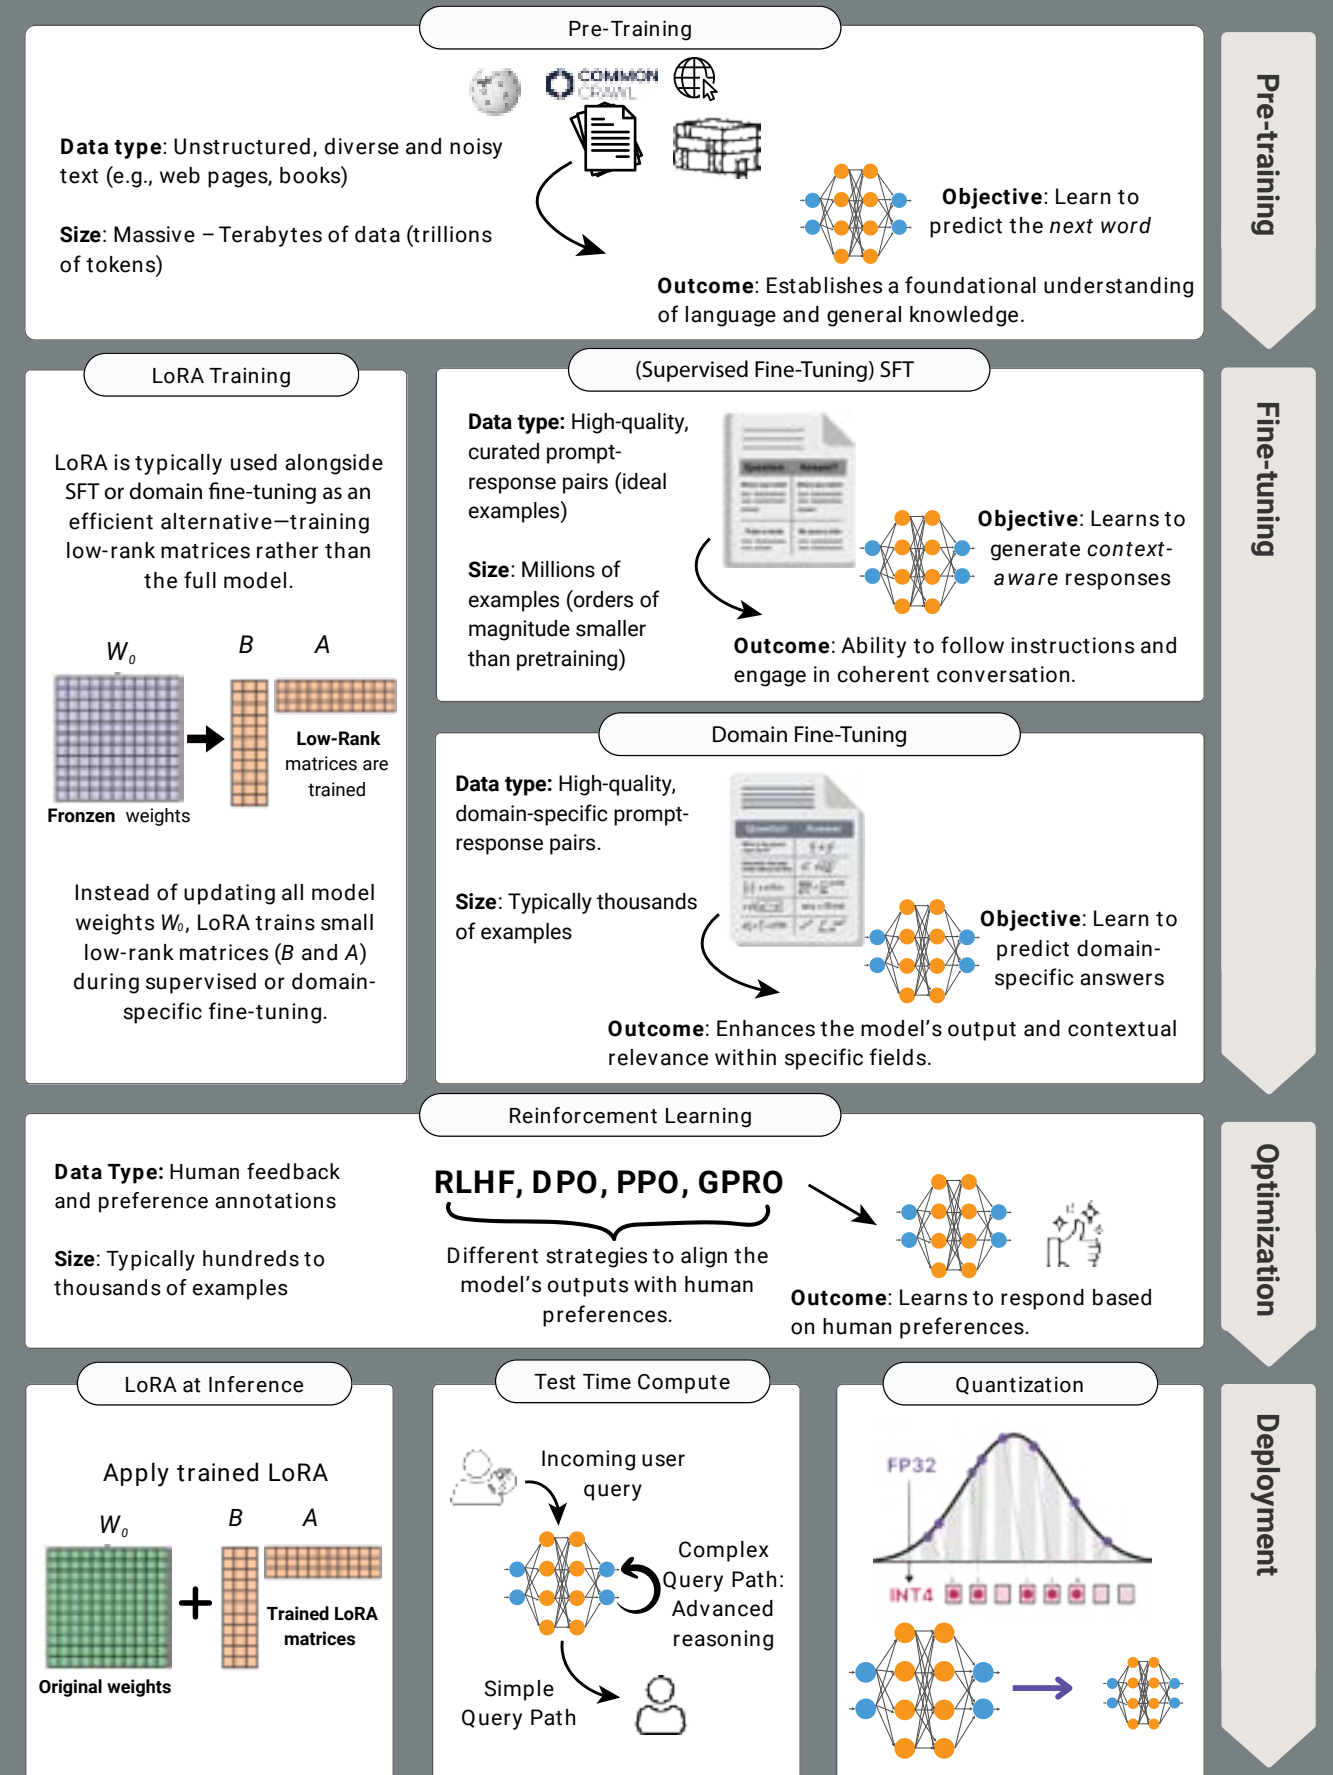 Pre-Training
COMMON
CRAWL
Data type: Unstructured, diverse and noisy
text (e.g., web pages, books)
Size: Massive – Terabytes of data (trillions
of tokens)
Objective: Learn to
predict the next word
Outcome: Establishes a foundational understanding
of language and general knowledge.
Pre-training
LoRA Training
LoRA is typically used alongside
SFT or domain fine-tuning as an
efficient alternative—training
low-rank matrices rather than
the full model.
W₀
B
A
Low-Rank
matrices are
trained
Fronzen weights
Instead of updating all model
weights W₀, LoRA trains small
low-rank matrices (B and A)
during supervised or domain-
specific fine-tuning.
(Supervised Fine-Tuning) SFT
Data type: High-quality,
curated prompt-
response pairs (ideal
examples)
Size: Millions of
examples (orders of
magnitude smaller
than pretraining)
Question
Objective: Learns to
generate context-
aware responses
Outcome: Ability to follow instructions and
engage in coherent conversation.
Domain Fine-Tuning
Data type: High-quality,
domain-specific prompt-
response pairs.
Size: Typically thousands
of examples
Objective: Learn to
predict domain-
specific answers
Outcome: Enhances the model's output and contextual
relevance within specific fields.
Fine-tuning
Reinforcement Learning
Data Type: Human feedback
and preference annotations
Size: Typically hundreds to
thousands of examples
RLHF, DPO, PPO, GPRO
Different strategies to align the
model's outputs with human
preferences.
Outcome: Learns to respond based
on human preferences.
Optimization
LoRA at Inference
Apply trained LoRA
W₀
B
A
Trained LoRA
matrices
Original weights
Test Time Compute
Incoming user
query
Complex
Query Path:
Advanced
reasoning
Simple
Query Path
Quantization
FP32
INT4
Deployment